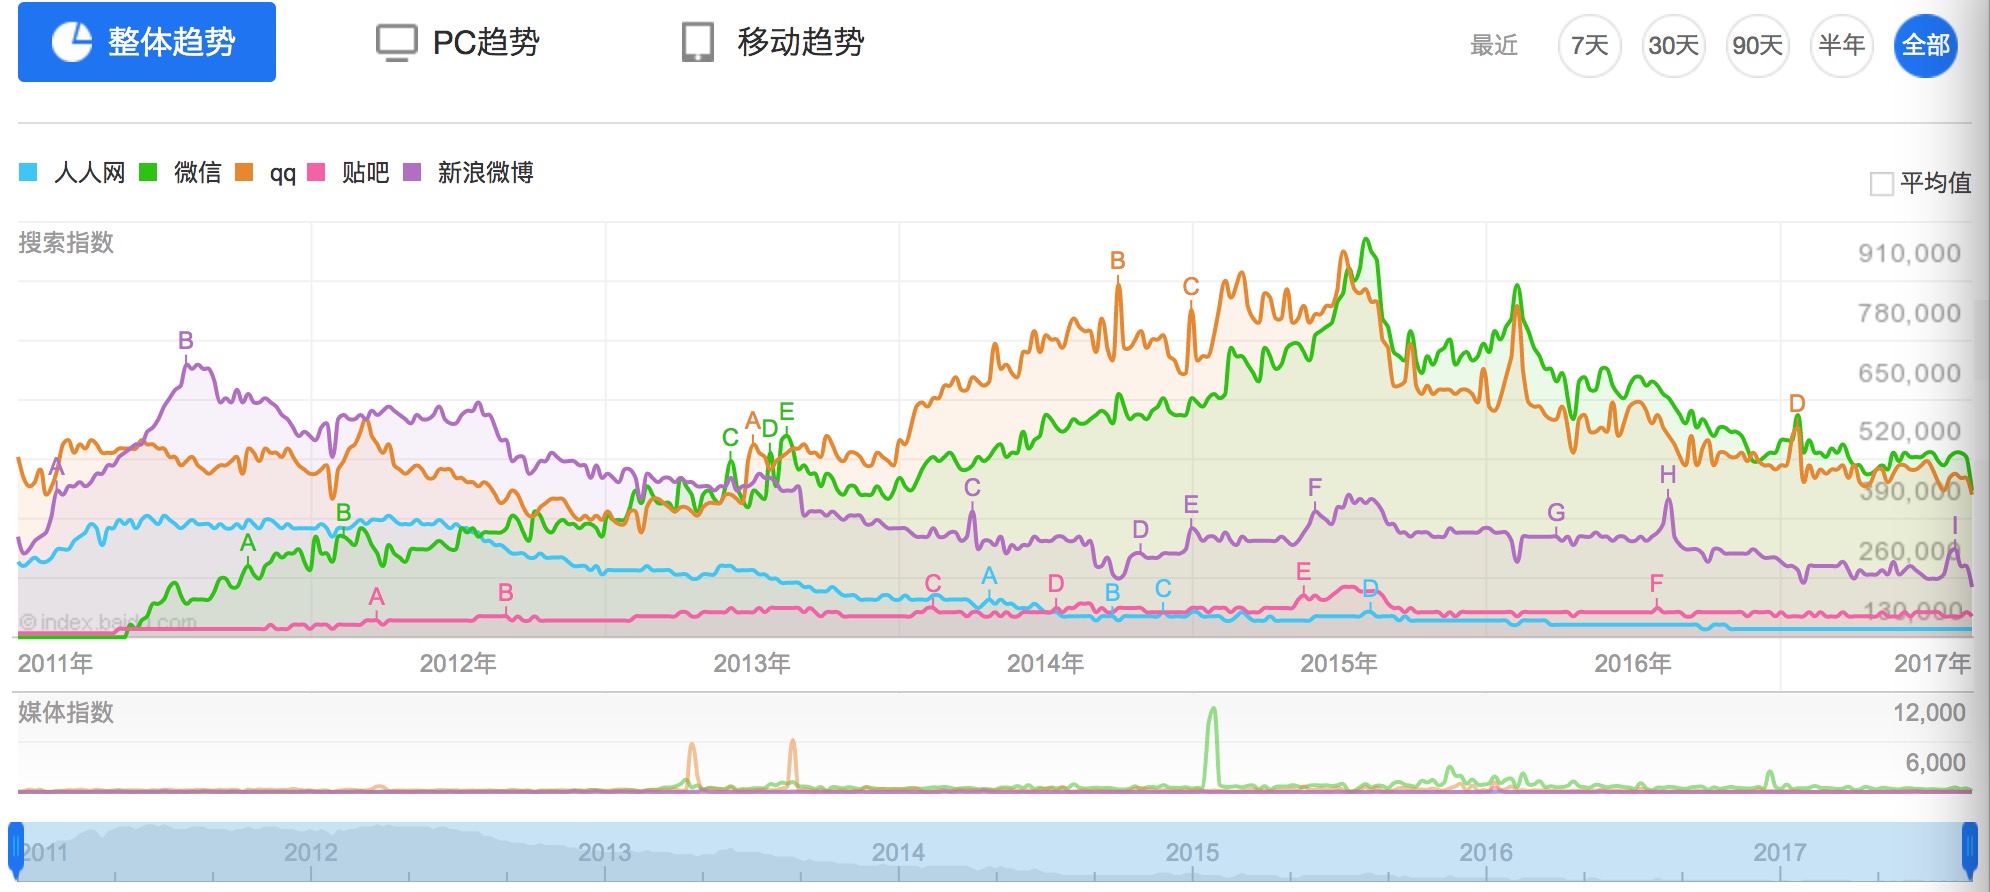 整体趋势 PC趋势 移动趋势 最近 7天 30天 90天 半年 全部
人人网 微信 qq 贴吧 新浪微博
平均值
搜索指数
910,000
780,000
650,000
520,000
390,000
260,000
130,000
A B C D E F G H I
A B C D E
A B C D
A B C D E F
A B C D
© index.baidu.com
2011年 2012年 2013年 2014年 2015年 2016年 2017年
媒体指数
12,000
6,000
2011 2012 2013 2014 2015 2016 2017